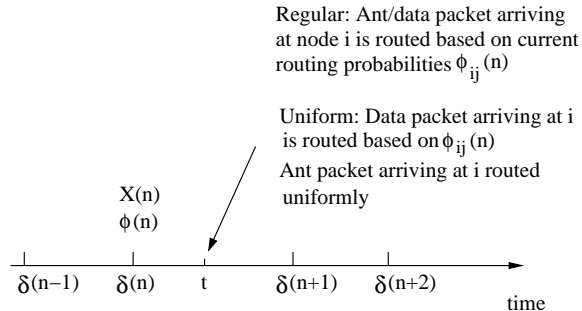 Regular: Ant/data packet arriving
at node i is routed based on current
routing probabilities ϕ_ij(n)
Uniform: Data packet arriving at i
is routed based on ϕ_ij(n)
Ant packet arriving at i routed
uniformly
X(n)
ϕ(n)
δ(n−1) δ(n) t δ(n+1) δ(n+2)
time